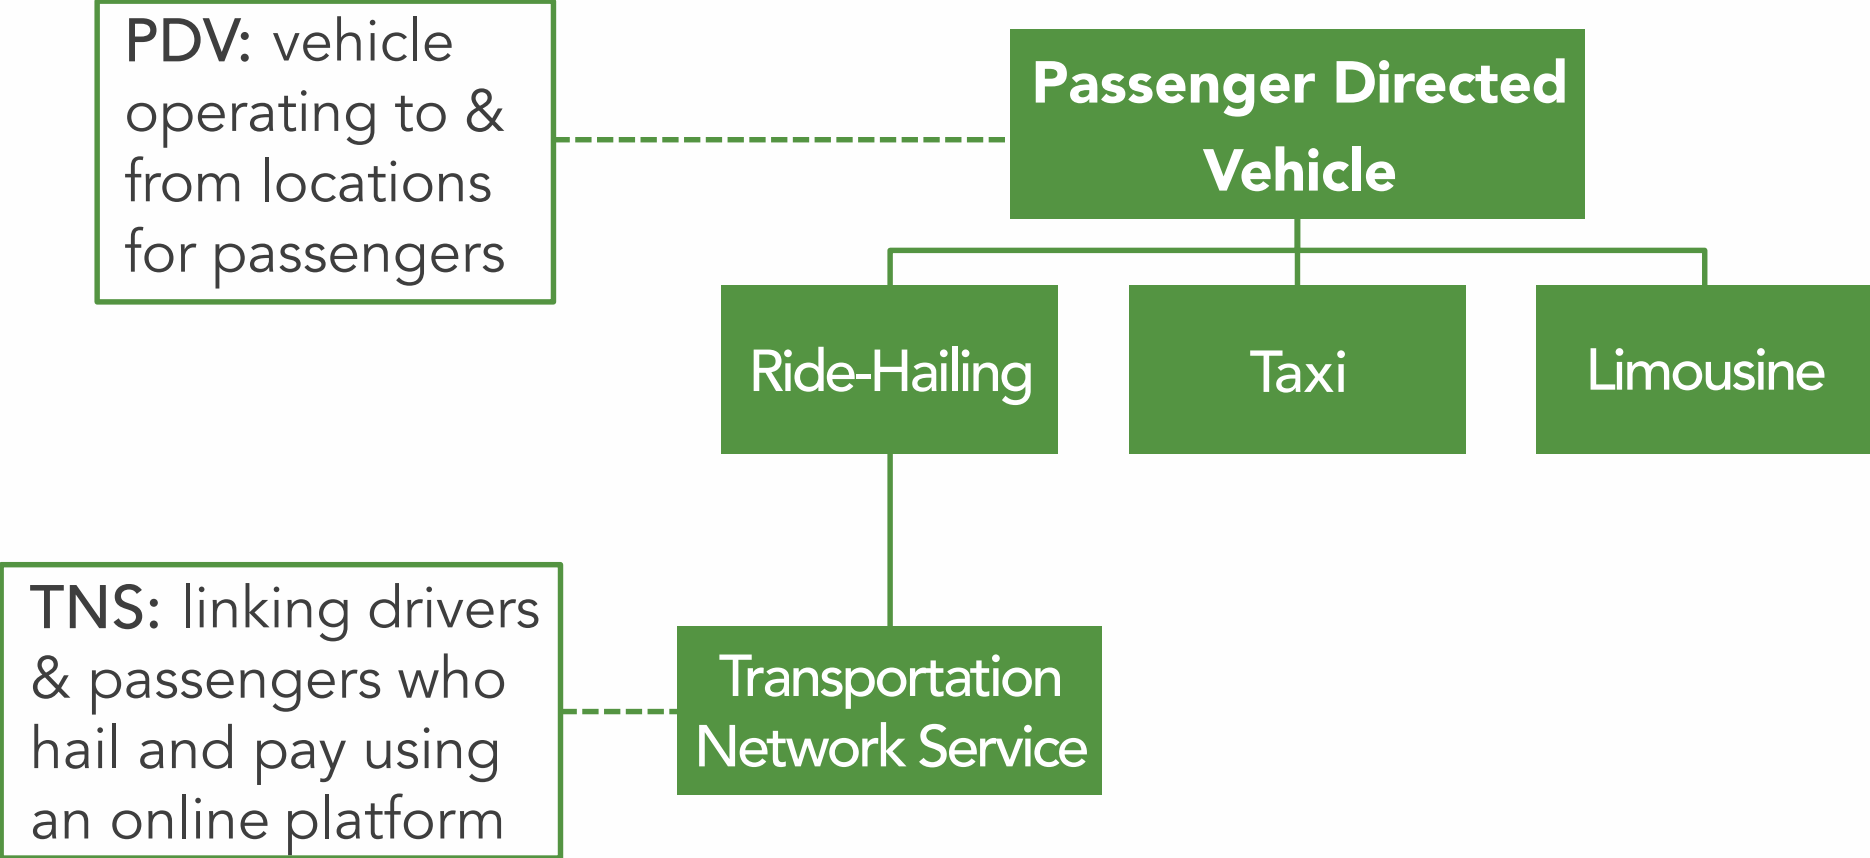 PDV: vehicle
operating to &
from locations
for passengers
Passenger Directed
Vehicle
Ride-Hailing
Taxi
Limousine
TNS: linking drivers
& passengers who
hail and pay using
an online platform
Transportation
Network Service